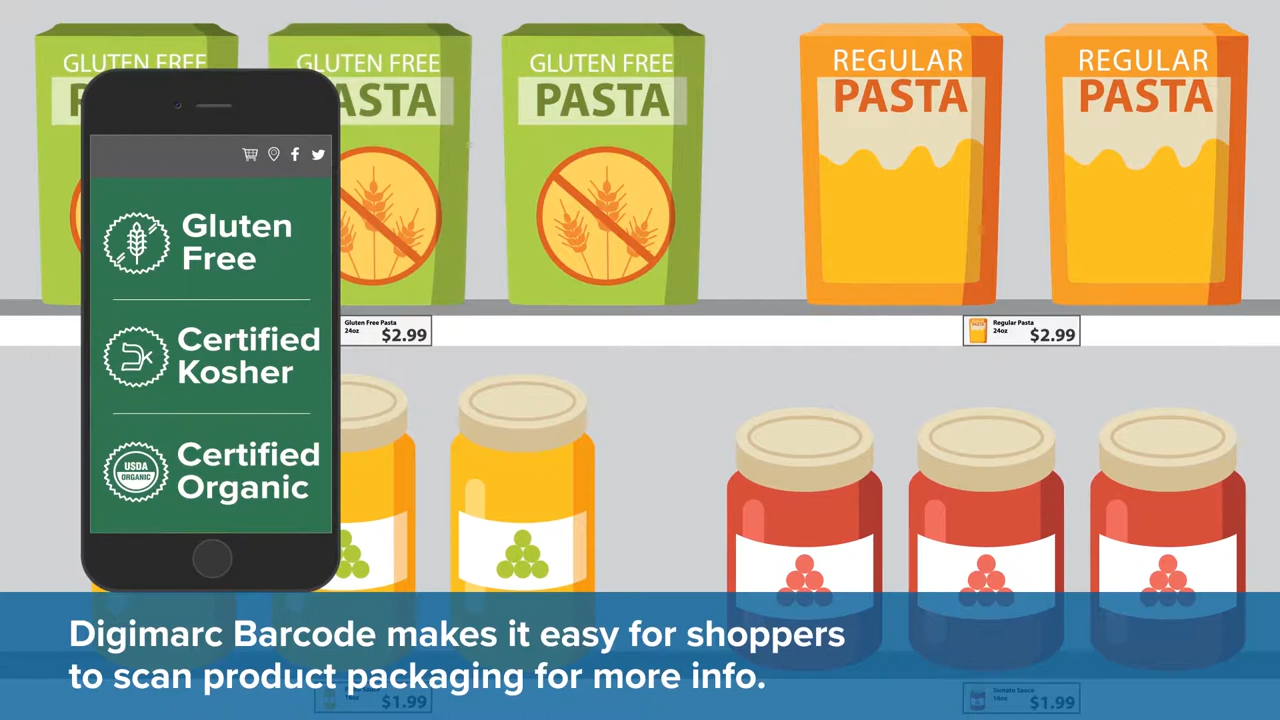 GLUTEN FREE
GLUTEN FREE
PASTA
GLUTEN FREE
PASTA
REGULAR
PASTA
REGULAR
PASTA
Gluten
Free
Certified
Kosher
USDA
ORGANIC
Certified
Organic
Gluten Free Pasta
24oz
$2.99
Regular Pasta
24oz
$2.99
Digimarc Barcode makes it easy for shoppers
to scan product packaging for more info.
16oz
$1.99
Tomato Sauce
16oz
$1.99